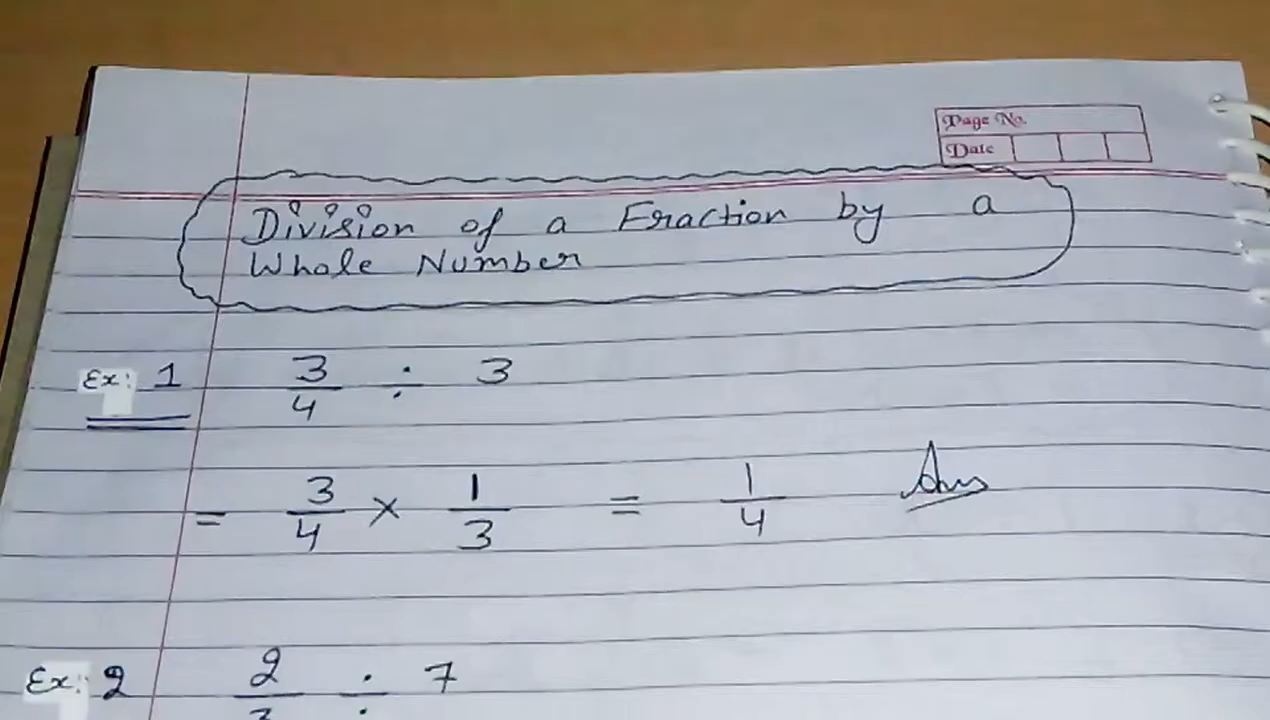 Page No.
Date
Division of a Fraction by a
Whole Number
Ex: 1 3/4 ÷ 3
= 3/4 × 1/3 = 1/4 Ans
Ex: 2 2/ ÷ 7